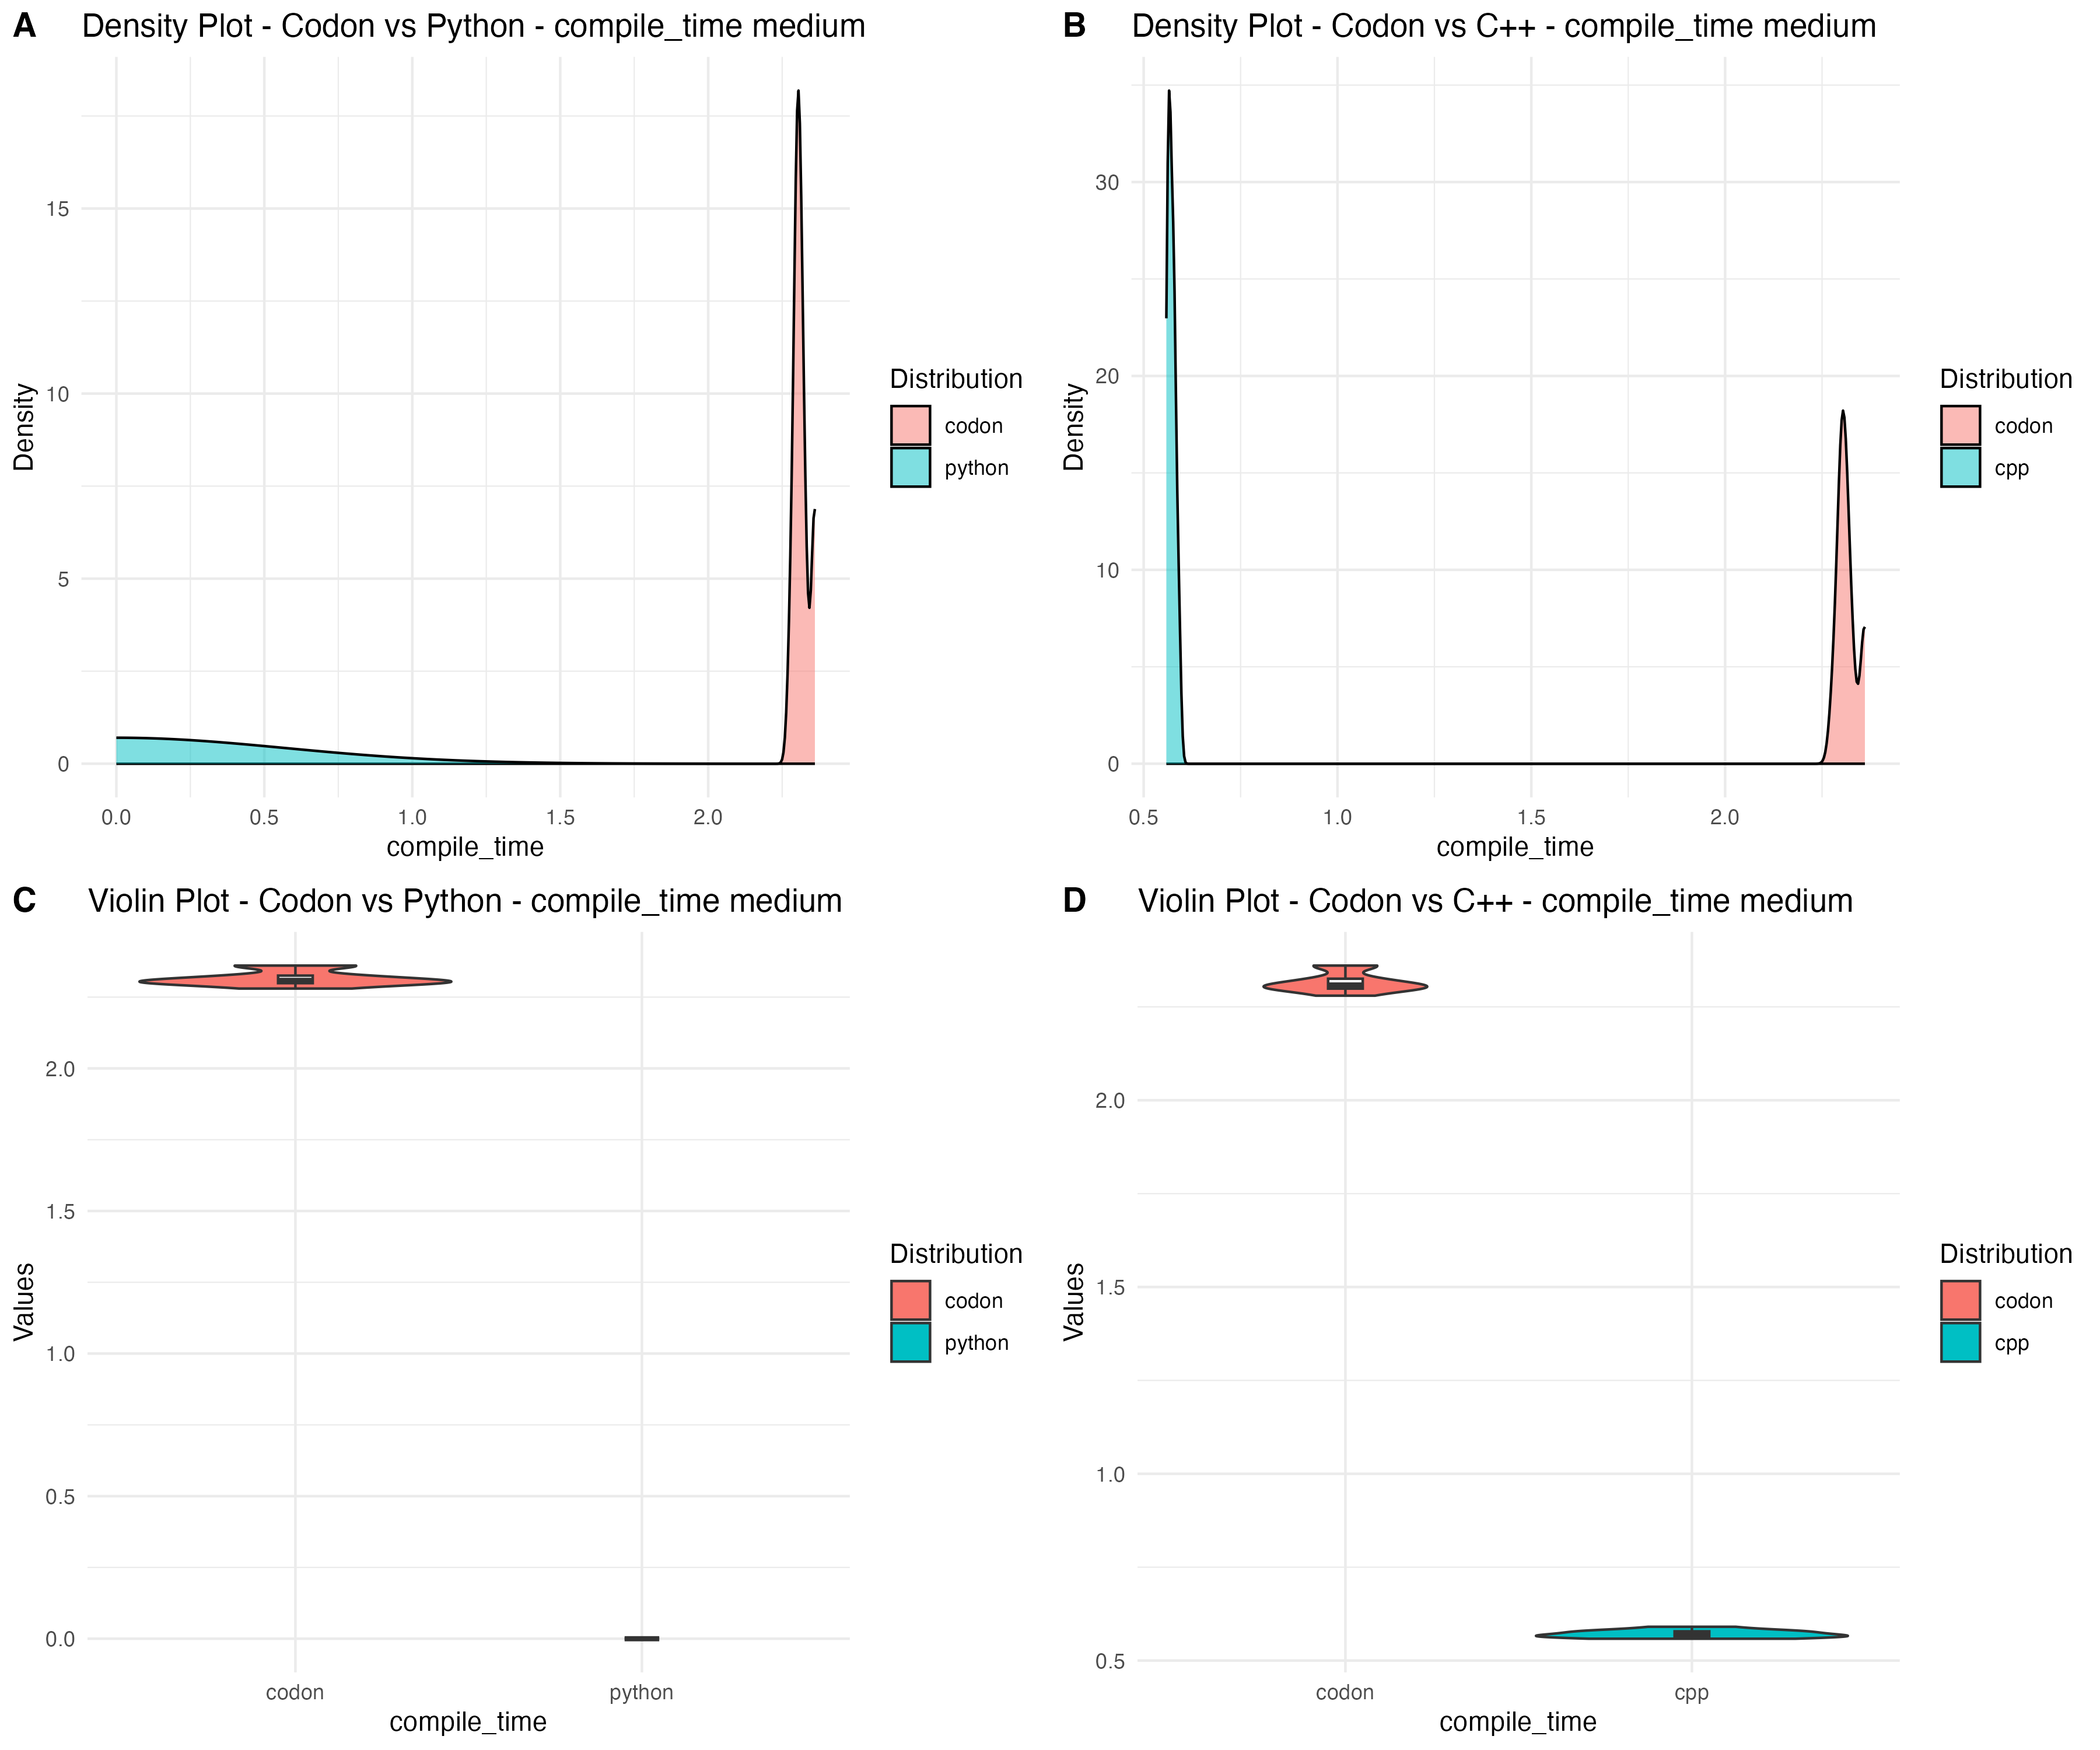 A Density Plot - Codon vs Python - compile_time medium
Density
15
10
5
0
0.0 0.5 1.0 1.5 2.0
compile_time
Distribution
codon
python
B Density Plot - Codon vs C++ - compile_time medium
Density
30
20
10
0
0.5 1.0 1.5 2.0
compile_time
Distribution
codon
cpp
C Violin Plot - Codon vs Python - compile_time medium
Values
2.0
1.5
1.0
0.5
0.0
codon python
compile_time
Distribution
codon
python
D Violin Plot - Codon vs C++ - compile_time medium
Values
2.0
1.5
1.0
0.5
codon cpp
compile_time
Distribution
codon
cpp